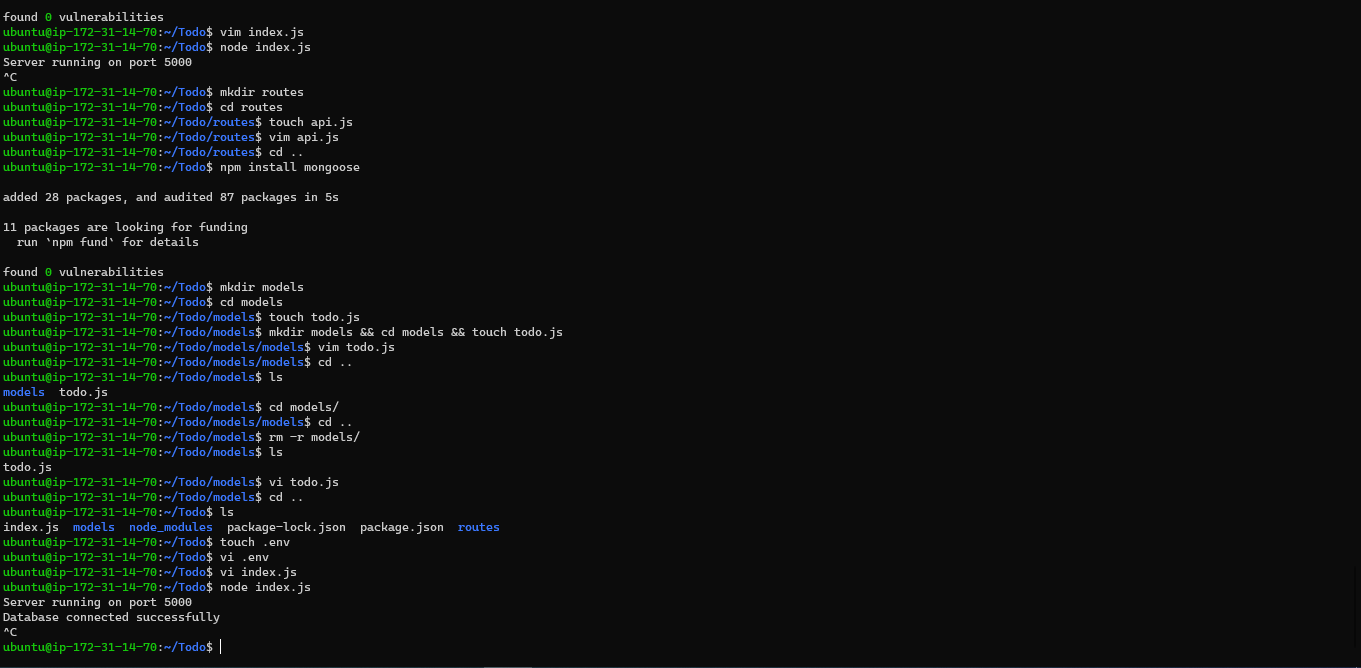 found 0 vulnerabilities
ubuntu@ip-172-31-14-70:~/Todo$ vim index.js
ubuntu@ip-172-31-14-70:~/Todo$ node index.js
Server running on port 5000
^C
ubuntu@ip-172-31-14-70:~/Todo$ mkdir routes
ubuntu@ip-172-31-14-70:~/Todo$ cd routes
ubuntu@ip-172-31-14-70:~/Todo/routes$ touch api.js
ubuntu@ip-172-31-14-70:~/Todo/routes$ vim api.js
ubuntu@ip-172-31-14-70:~/Todo/routes$ cd ..
ubuntu@ip-172-31-14-70:~/Todo$ npm install mongoose
added 28 packages, and audited 87 packages in 5s
11 packages are looking for funding
  run `npm fund` for details
found 0 vulnerabilities
ubuntu@ip-172-31-14-70:~/Todo$ mkdir models
ubuntu@ip-172-31-14-70:~/Todo$ cd models
ubuntu@ip-172-31-14-70:~/Todo/models$ touch todo.js
ubuntu@ip-172-31-14-70:~/Todo/models$ mkdir models && cd models && touch todo.js
ubuntu@ip-172-31-14-70:~/Todo/models/models$ vim todo.js
ubuntu@ip-172-31-14-70:~/Todo/models/models$ cd ..
ubuntu@ip-172-31-14-70:~/Todo/models$ ls
models  todo.js
ubuntu@ip-172-31-14-70:~/Todo/models$ cd models/
ubuntu@ip-172-31-14-70:~/Todo/models/models$ cd ..
ubuntu@ip-172-31-14-70:~/Todo/models$ rm -r models/
ubuntu@ip-172-31-14-70:~/Todo/models$ ls
todo.js
ubuntu@ip-172-31-14-70:~/Todo/models$ vi todo.js
ubuntu@ip-172-31-14-70:~/Todo/models$ cd ..
ubuntu@ip-172-31-14-70:~/Todo$ ls
index.js  models  node_modules  package-lock.json  package.json  routes
ubuntu@ip-172-31-14-70:~/Todo$ touch .env
ubuntu@ip-172-31-14-70:~/Todo$ vi .env
ubuntu@ip-172-31-14-70:~/Todo$ vi index.js
ubuntu@ip-172-31-14-70:~/Todo$ node index.js
Server running on port 5000
Database connected successfully
^C
ubuntu@ip-172-31-14-70:~/Todo$